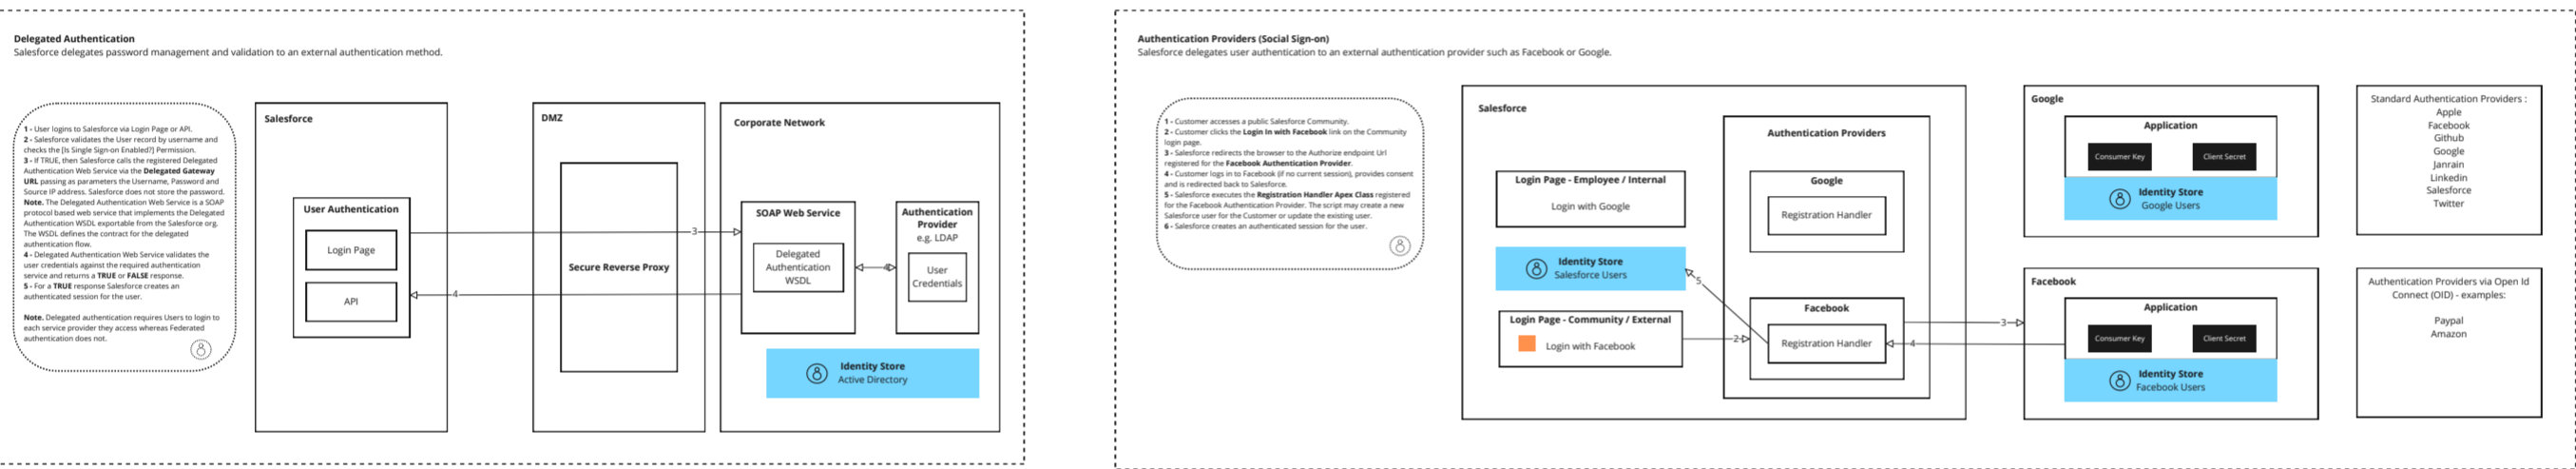 Delegated Authentication
Salesforce delegates password management and validation to an external authentication method.
1 - User logins to Salesforce via Login Page or API.
2 - Salesforce validates the User record by username and
checks the [Is Single Sign-on Enabled?] Permission.
3 - If TRUE, then Salesforce calls the registered Delegated
Authentication Web Service via the Delegated Gateway
URL passing as parameters the Username, Password and
Source IP address. Salesforce does not store the password.
Note. The Delegated Authentication Web Service is a SOAP
protocol based web service that implements the Delegated
Authentication WSDL exportable from the Salesforce org.
The WSDL defines the contract for the delegated
authentication flow.
4 - Delegated Authentication Web Service validates the
user credentials against the required authentication
service and returns a TRUE or FALSE response.
5 - For a TRUE response Salesforce creates an
authenticated session for the user.
Note. Delegated authentication requires Users to login to
each service provider they access whereas Federated
authentication does not.
Salesforce
User Authentication
Login Page
API
3
4
DMZ
Secure Reverse Proxy
Corporate Network
SOAP Web Service
Delegated
Authentication
WSDL
Authentication
Provider
e.g. LDAP
User
Credentials
Identity Store
Active Directory
Authentication Providers (Social Sign-on)
Salesforce delegates user authentication to an external authentication provider such as Facebook or Google.
1 - Customer accesses a public Salesforce Community.
2 - Customer clicks the Log In with Facebook link on the Community
login page.
3 - Salesforce redirects the browser to the Authorize endpoint Url
registered for the Facebook Authentication Provider.
4 - Customer logs in to Facebook (if no current session), provides consent
and is redirected back to Salesforce.
5 - Salesforce executes the Registration Handler Apex Class registered
for the Facebook Authentication Provider. The script may create a new
Salesforce user for the Customer or update the existing user.
6 - Salesforce creates an authenticated session for the user.
Salesforce
Login Page - Employee / Internal
Login with Google
Identity Store
Salesforce Users
Login Page - Community / External
Login with Facebook
2
5
Authentication Providers
Google
Registration Handler
Facebook
Registration Handler
3
4
Google
Application
Consumer Key
Client Secret
Identity Store
Google Users
Facebook
Application
Consumer Key
Client Secret
Identity Store
Facebook Users
Standard Authentication Providers :
Apple
Facebook
Github
Google
Janrain
Linkedin
Salesforce
Twitter
Authentication Providers via Open Id
Connect (OID) - examples:
Paypal
Amazon